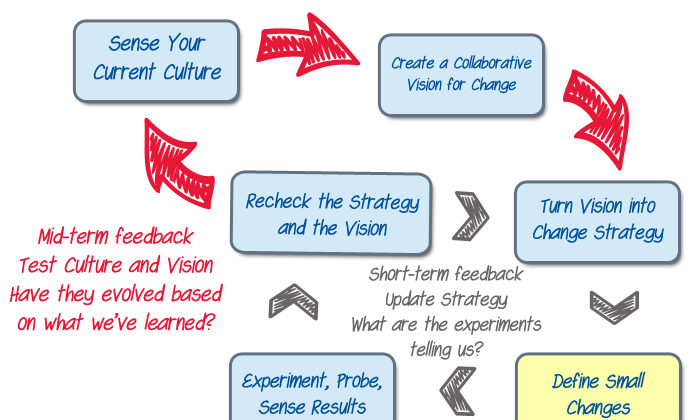 Sense Your
Current Culture
Create a Collaborative
Vision for Change
Recheck the Strategy
and the Vision
Turn Vision into
Change Strategy
Mid-term feedback
Test Culture and Vision
Have they evolved based
on what we've learned?
Short-term feedback
Update Strategy
What are the experiments
telling us?
Experiment, Probe,
Sense Results
Define Small
Changes